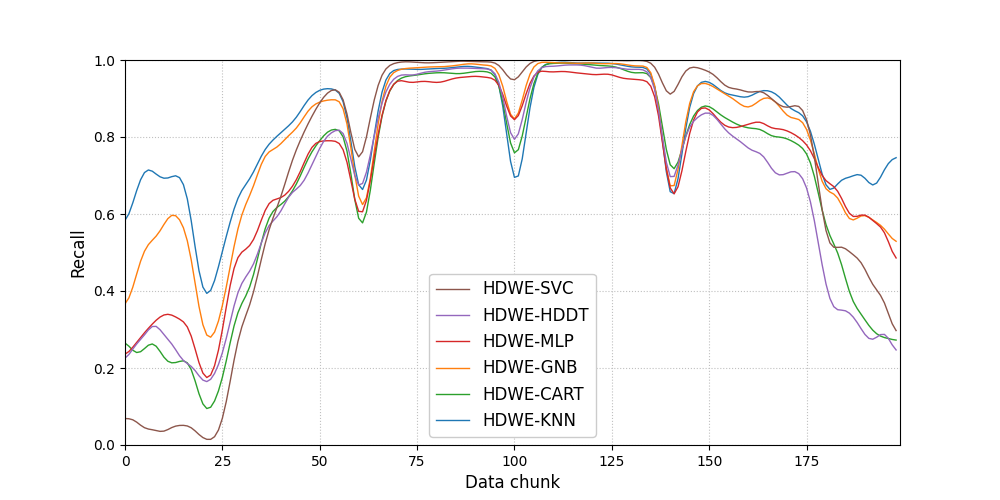 1.0
0.8
0.6
0.4
0.2
0.0
Recall
HDWE-SVC
HDWE-HDDT
HDWE-MLP
HDWE-GNB
HDWE-CART
HDWE-KNN
0 25 50 75 100 125 150 175
Data chunk